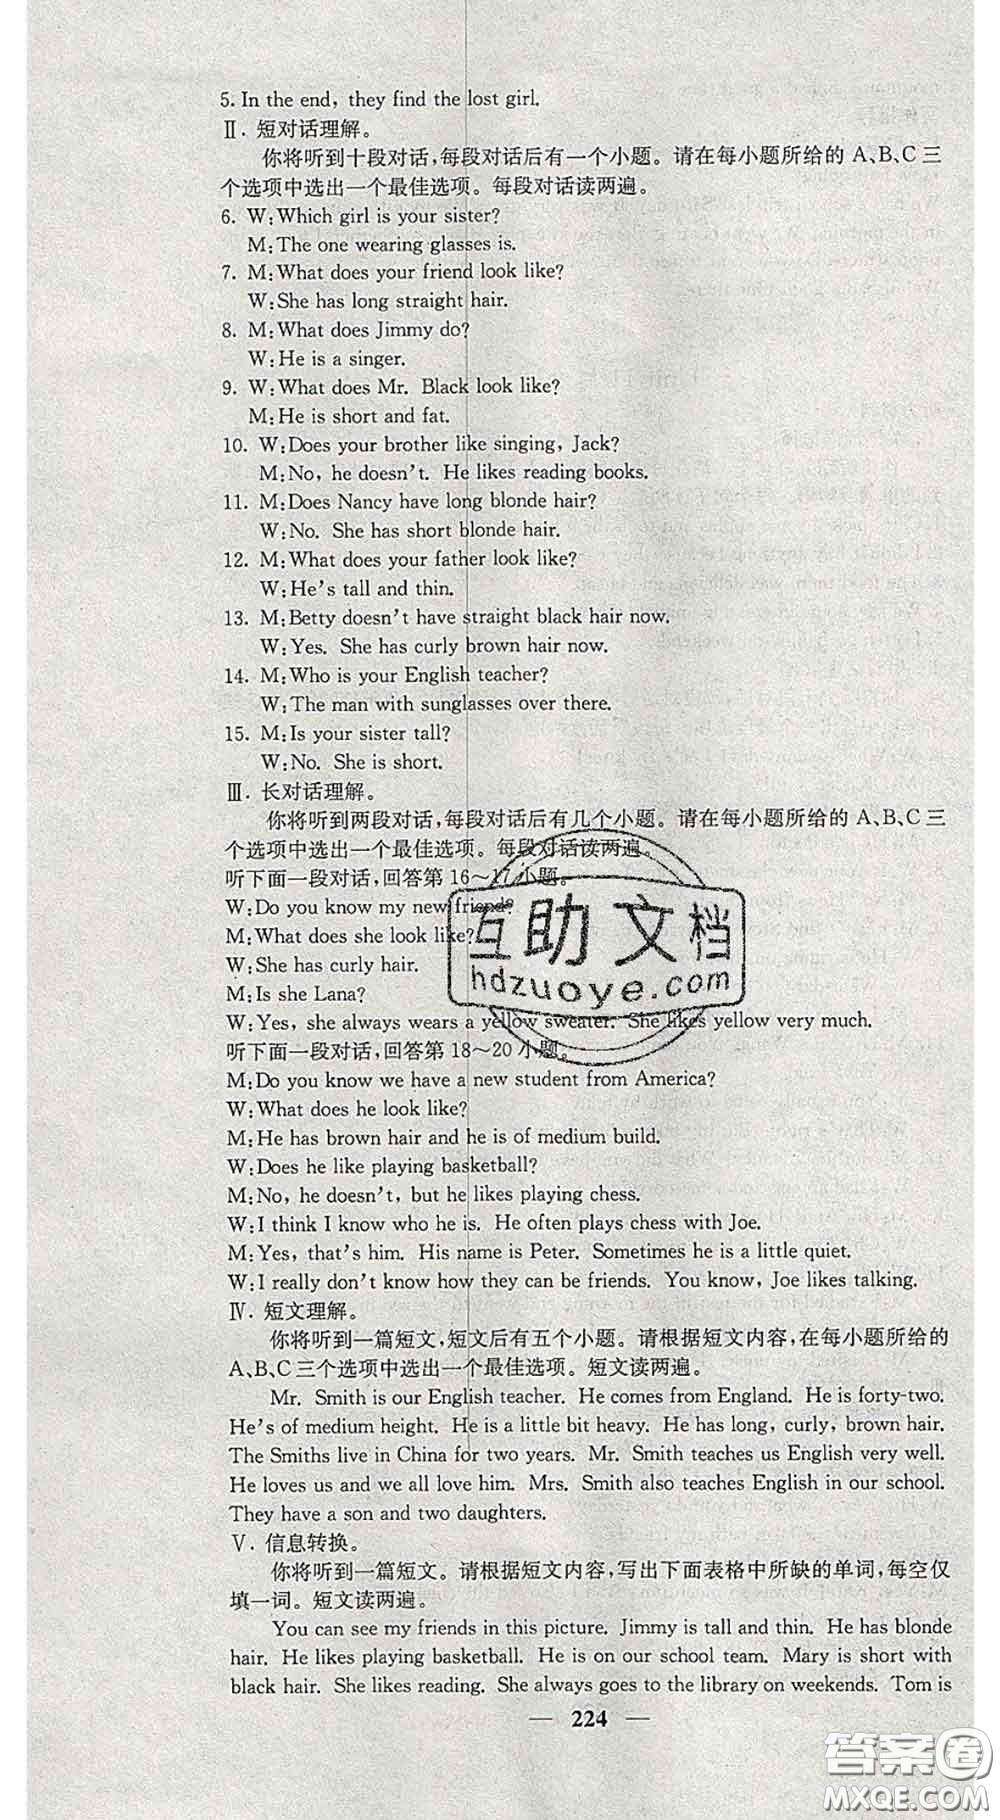 5. In the end, they find the lost girl.
Ⅱ. 短对话理解。
你将听到十段对话,每段对话后有一个小题。请在每小题所给的 A、B、C 三
个选项中选出一个最佳选项。每段对话读两遍。
6. W:Which girl is your sister?
M:The one wearing glasses is.
7. M:What does your friend look like?
W:She has long straight hair.
8. M:What does Jimmy do?
W:He is a singer.
9. W:What does Mr. Black look like?
M:He is short and fat.
10. W:Does your brother like singing, Jack?
M:No, he doesn't. He likes reading books.
11. M:Does Nancy have long blonde hair?
W:No. She has short blonde hair.
12. M:What does your father look like?
W:He's tall and thin.
13. M:Betty doesn't have straight black hair now.
W:Yes. She has curly brown hair now.
14. M:Who is your English teacher?
W:The man with sunglasses over there.
15. M:Is your sister tall?
W:No. She is short.
Ⅲ. 长对话理解。
你将听到两段对话,每段对话后有几个小题。请在每小题所给的 A、B、C 三
个选项中选出一个最佳选项。每段对话读两遍。
听下面一段对话,回答第 16～17 小题。
W:Do you know my new friend?
M:What does she look like?
W:She has curly hair.
M:Is she Lana?
W:Yes, she always wears a yellow sweater. She likes yellow very much.
听下面一段对话,回答第 18～20 小题。
M:Do you know we have a new student from America?
W:What does he look like?
M:He has brown hair and he is of medium build.
W:Does he like playing basketball?
M:No, he doesn't, but he likes playing chess.
W:I think I know who he is. He often plays chess with Joe.
M:Yes, that's him. His name is Peter. Sometimes he is a little quiet.
W:I really don't know how they can be friends. You know, Joe likes talking.
Ⅳ. 短文理解。
你将听到一篇短文,短文后有五个小题。请根据短文内容,在每小题所给的
A、B、C 三个选项中选出一个最佳选项。短文读两遍。
Mr. Smith is our English teacher. He comes from England. He is forty-two.
He's of medium height. He is a little bit heavy. He has long, curly, brown hair.
The Smiths live in China for two years. Mr. Smith teaches us English very well.
He loves us and we all love him. Mrs. Smith also teaches English in our school.
They have a son and two daughters.
Ⅴ. 信息转换。
你将听到一篇短文。请根据短文内容,写出下面表格中所缺的单词,每空仅
填一词。短文读两遍。
You can see my friends in this picture. Jimmy is tall and thin. He has blonde
hair. He likes playing basketball. He is on our school team. Mary is short with
black hair. She likes reading. She always goes to the library on weekends. Tom is
— 224 —
互助文档
hdzuoye.com
答案圈
MXQE.COM